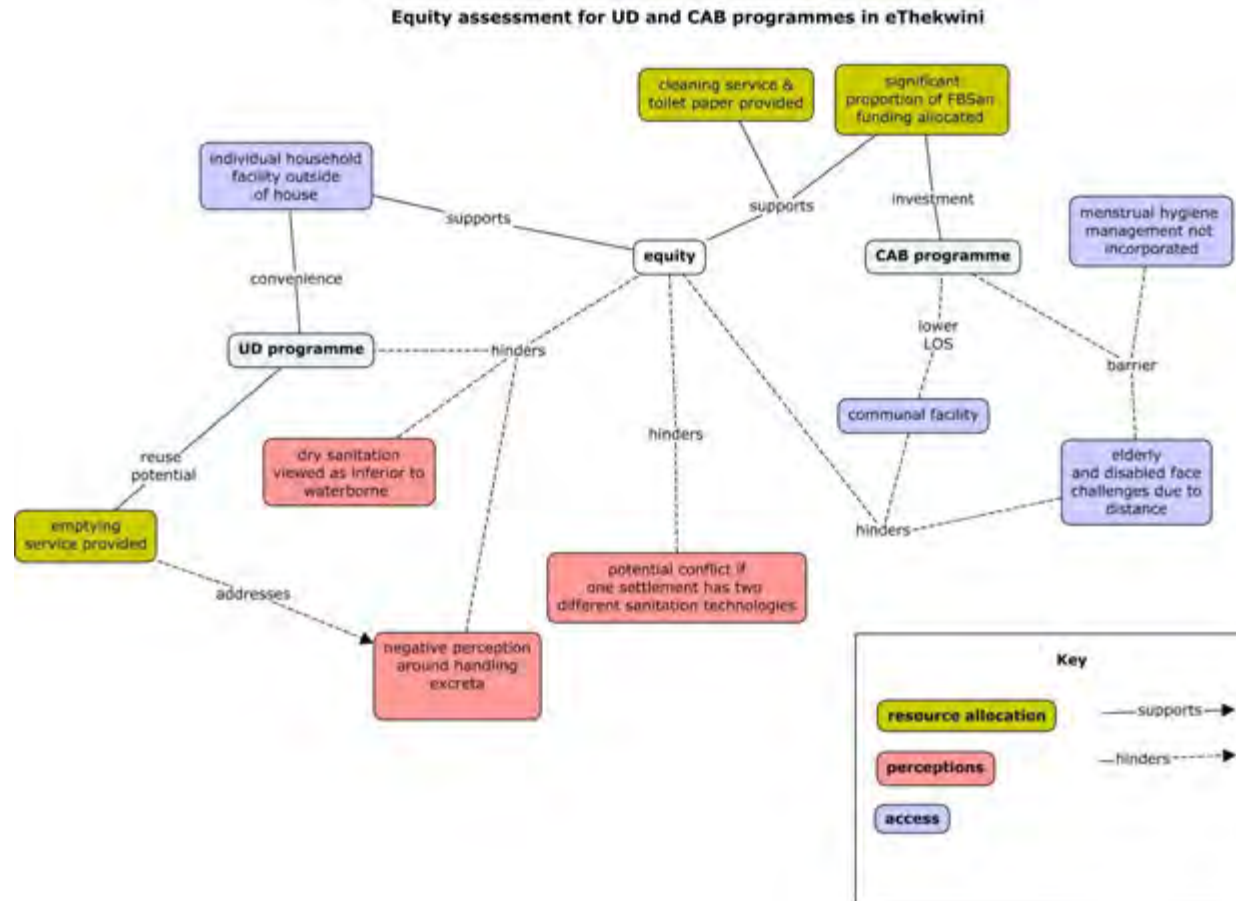 Equity assessment for UD and CAB programmes in eThekwini
cleaning service &
toilet paper provided
significant
proportion of FBSan
funding allocated
individual household
facility outside
of house
supports
supports
investment
menstrual hygiene
management not
incorporated
equity
CAB programme
convenience
lower
LOS
UD programme
hinders
barrier
communal facility
reuse
potential
dry sanitation
viewed as inferior to
waterborne
hinders
elderly
and disabled face
challenges due to
distance
emptying
service provided
hinders
addresses
potential conflict if
one settlement has two
different sanitation technologies
negative perception
around handling
excreta
Key
resource allocation
supports
perceptions
hinders
access